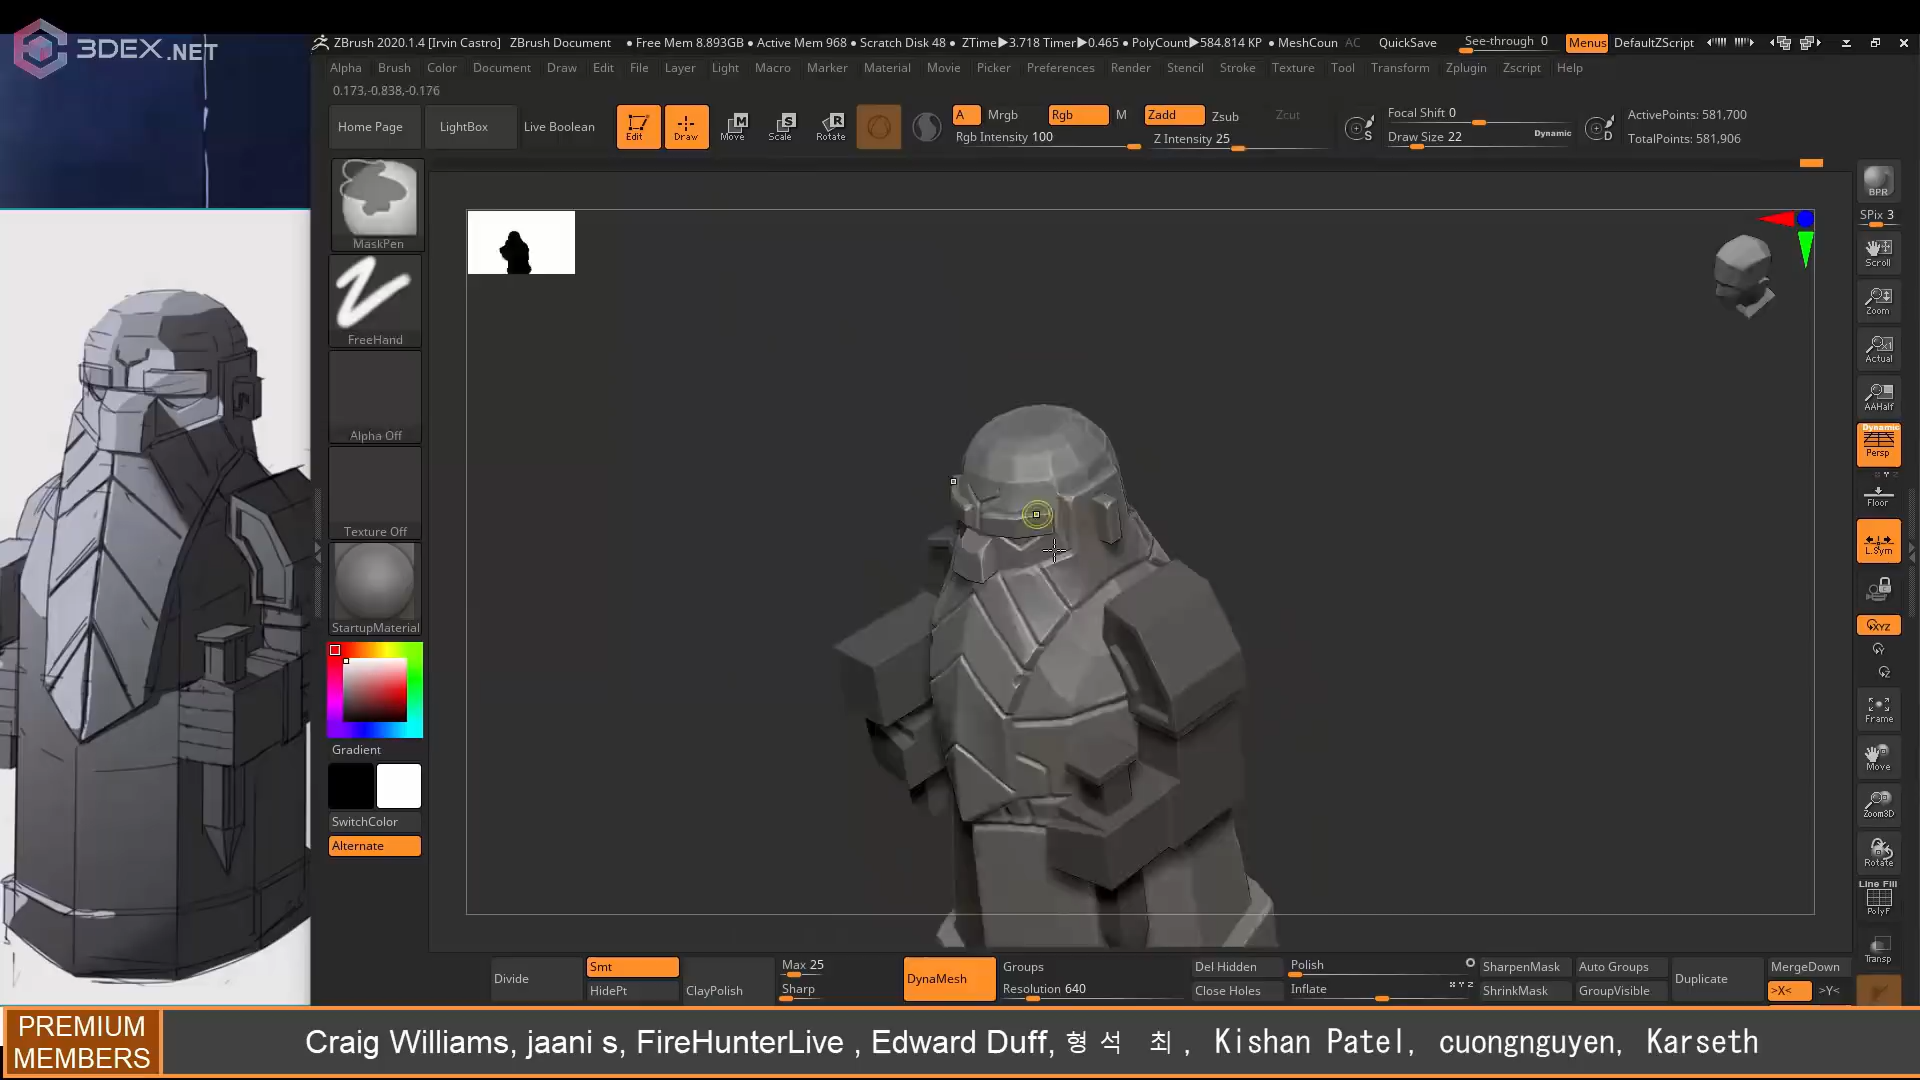 3DEX.NET
ZBrush 2020.1.4 [Irvin Castro] ZBrush Document • Free Mem 8.893GB • Active Mem 968 • Scratch Disk 48 • ZTime▶3.718 Timer▶0.465 • PolyCount▶584.814 KP • MeshCoun AC QuickSave See-through 0 Menus DefaultZScript
Alpha Brush Color Document Draw Edit File Layer Light Macro Marker Material Movie Picker Preferences Render Stencil Stroke Texture Tool Transform Zplugin Zscript Help
0.173,-0.838,-0.176
Home Page LightBox Live Boolean Edit Draw Move Scale Rotate
M S R
A Mrgb Rgb M Zadd Zsub Zcut
Rgb Intensity 100 Z Intensity 25
S Focal Shift 0
Draw Size 22 Dynamic D
ActivePoints: 581,700
TotalPoints: 581,906
MaskPen
FreeHand
Alpha Off
Texture Off
StartupMaterial
Gradient
SwitchColor
Alternate
BPR
SPix 3
Scroll
Zoom
Actual
AAHalf
Dynamic
Persp
Floor
L.Sym
XYZ
Y
Z
Frame
Move
Zoom3D
Rotate
Line Fill
PolyF
Transp
Divide Smt HidePt ClayPolish Max 25 Sharp DynaMesh Groups Resolution 640 Del Hidden Close Holes Polish Inflate X Y Z SharpenMask ShrinkMask Auto Groups GroupVisible Duplicate MergeDown >X< >Y<
PREMIUM
MEMBERS
Craig Williams, jaani s, FireHunterLive , Edward Duff, 형석 최, Kishan Patel, cuongnguyen, Karseth